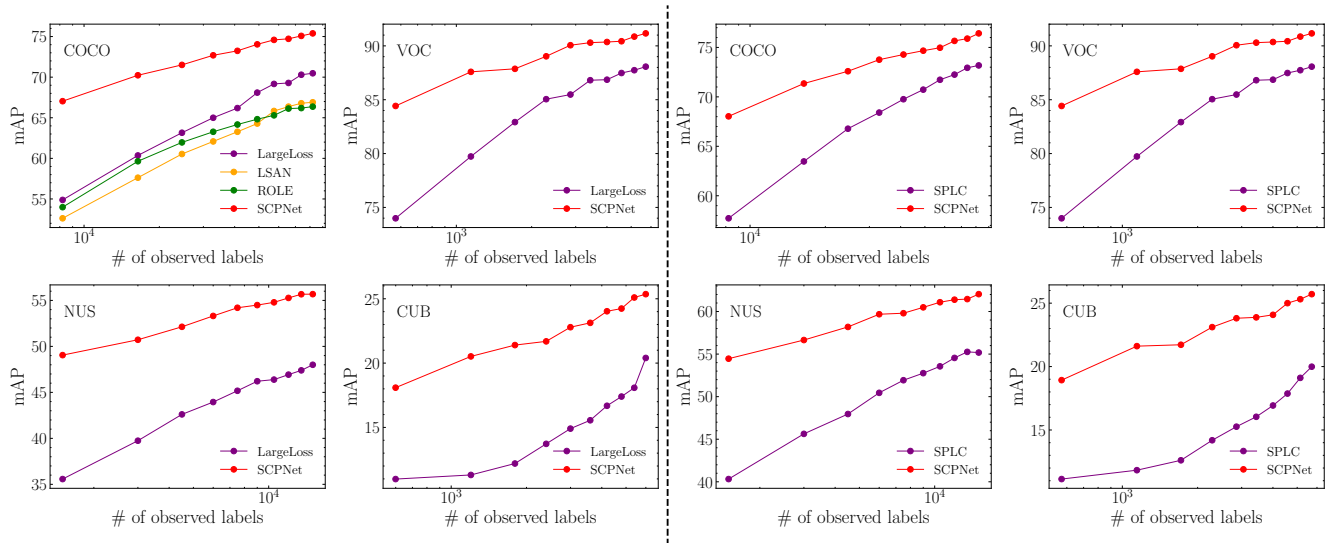 COCO
75
70
65
60
55
mAP
10^4
# of observed labels
LargeLoss
LSAN
ROLE
SCPNet
VOC
90
85
80
75
mAP
10^3
# of observed labels
LargeLoss
SCPNet
COCO
75
70
65
60
mAP
10^4
# of observed labels
SPLC
SCPNet
VOC
90
85
80
75
mAP
10^3
# of observed labels
SPLC
SCPNet
NUS
55
50
45
40
35
mAP
10^4
# of observed labels
LargeLoss
SCPNet
CUB
25
20
15
mAP
10^3
# of observed labels
LargeLoss
SCPNet
NUS
60
55
50
45
40
mAP
10^4
# of observed labels
SPLC
SCPNet
CUB
25
20
15
mAP
10^3
# of observed labels
SPLC
SCPNet